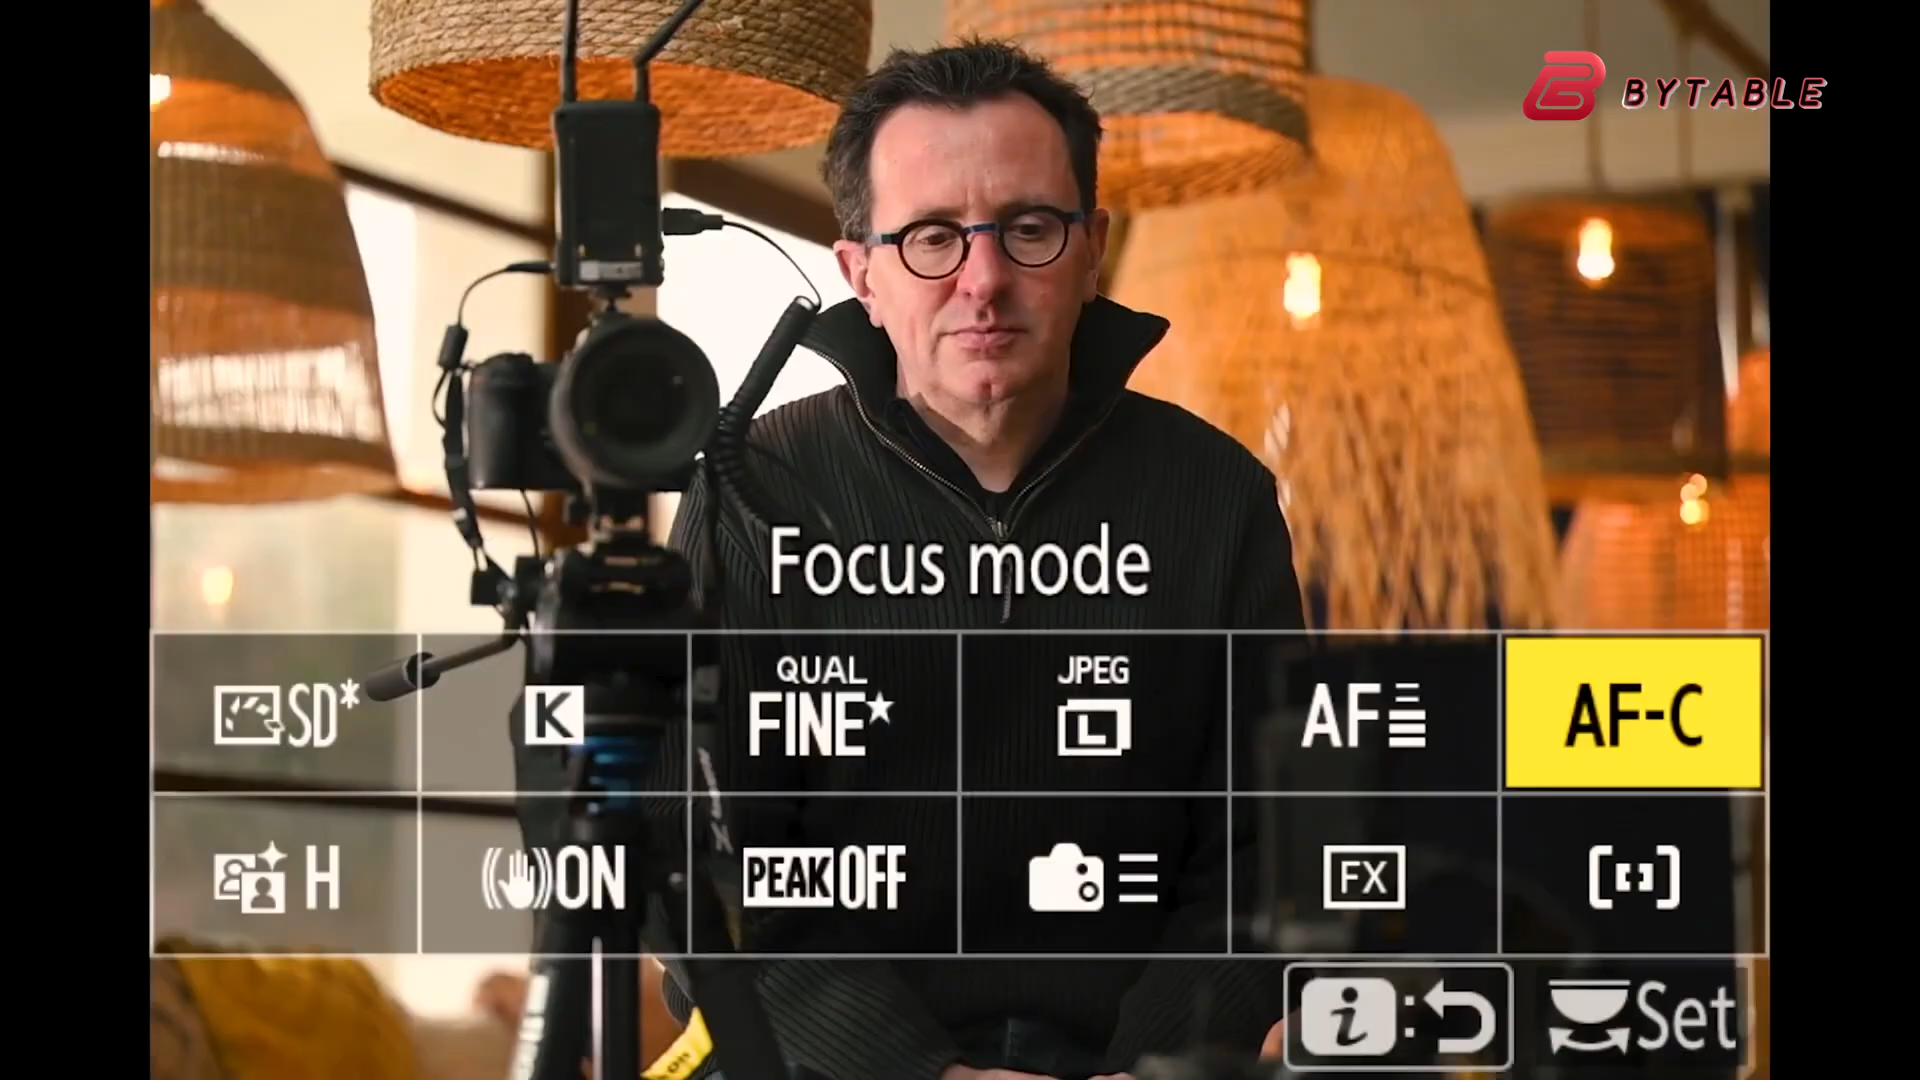 BYTABLE
Focus mode
SD*
K
QUAL
FINE★
JPEG
L
AF
AF-C
H
ON
PEAK OFF
FX
i:
Set